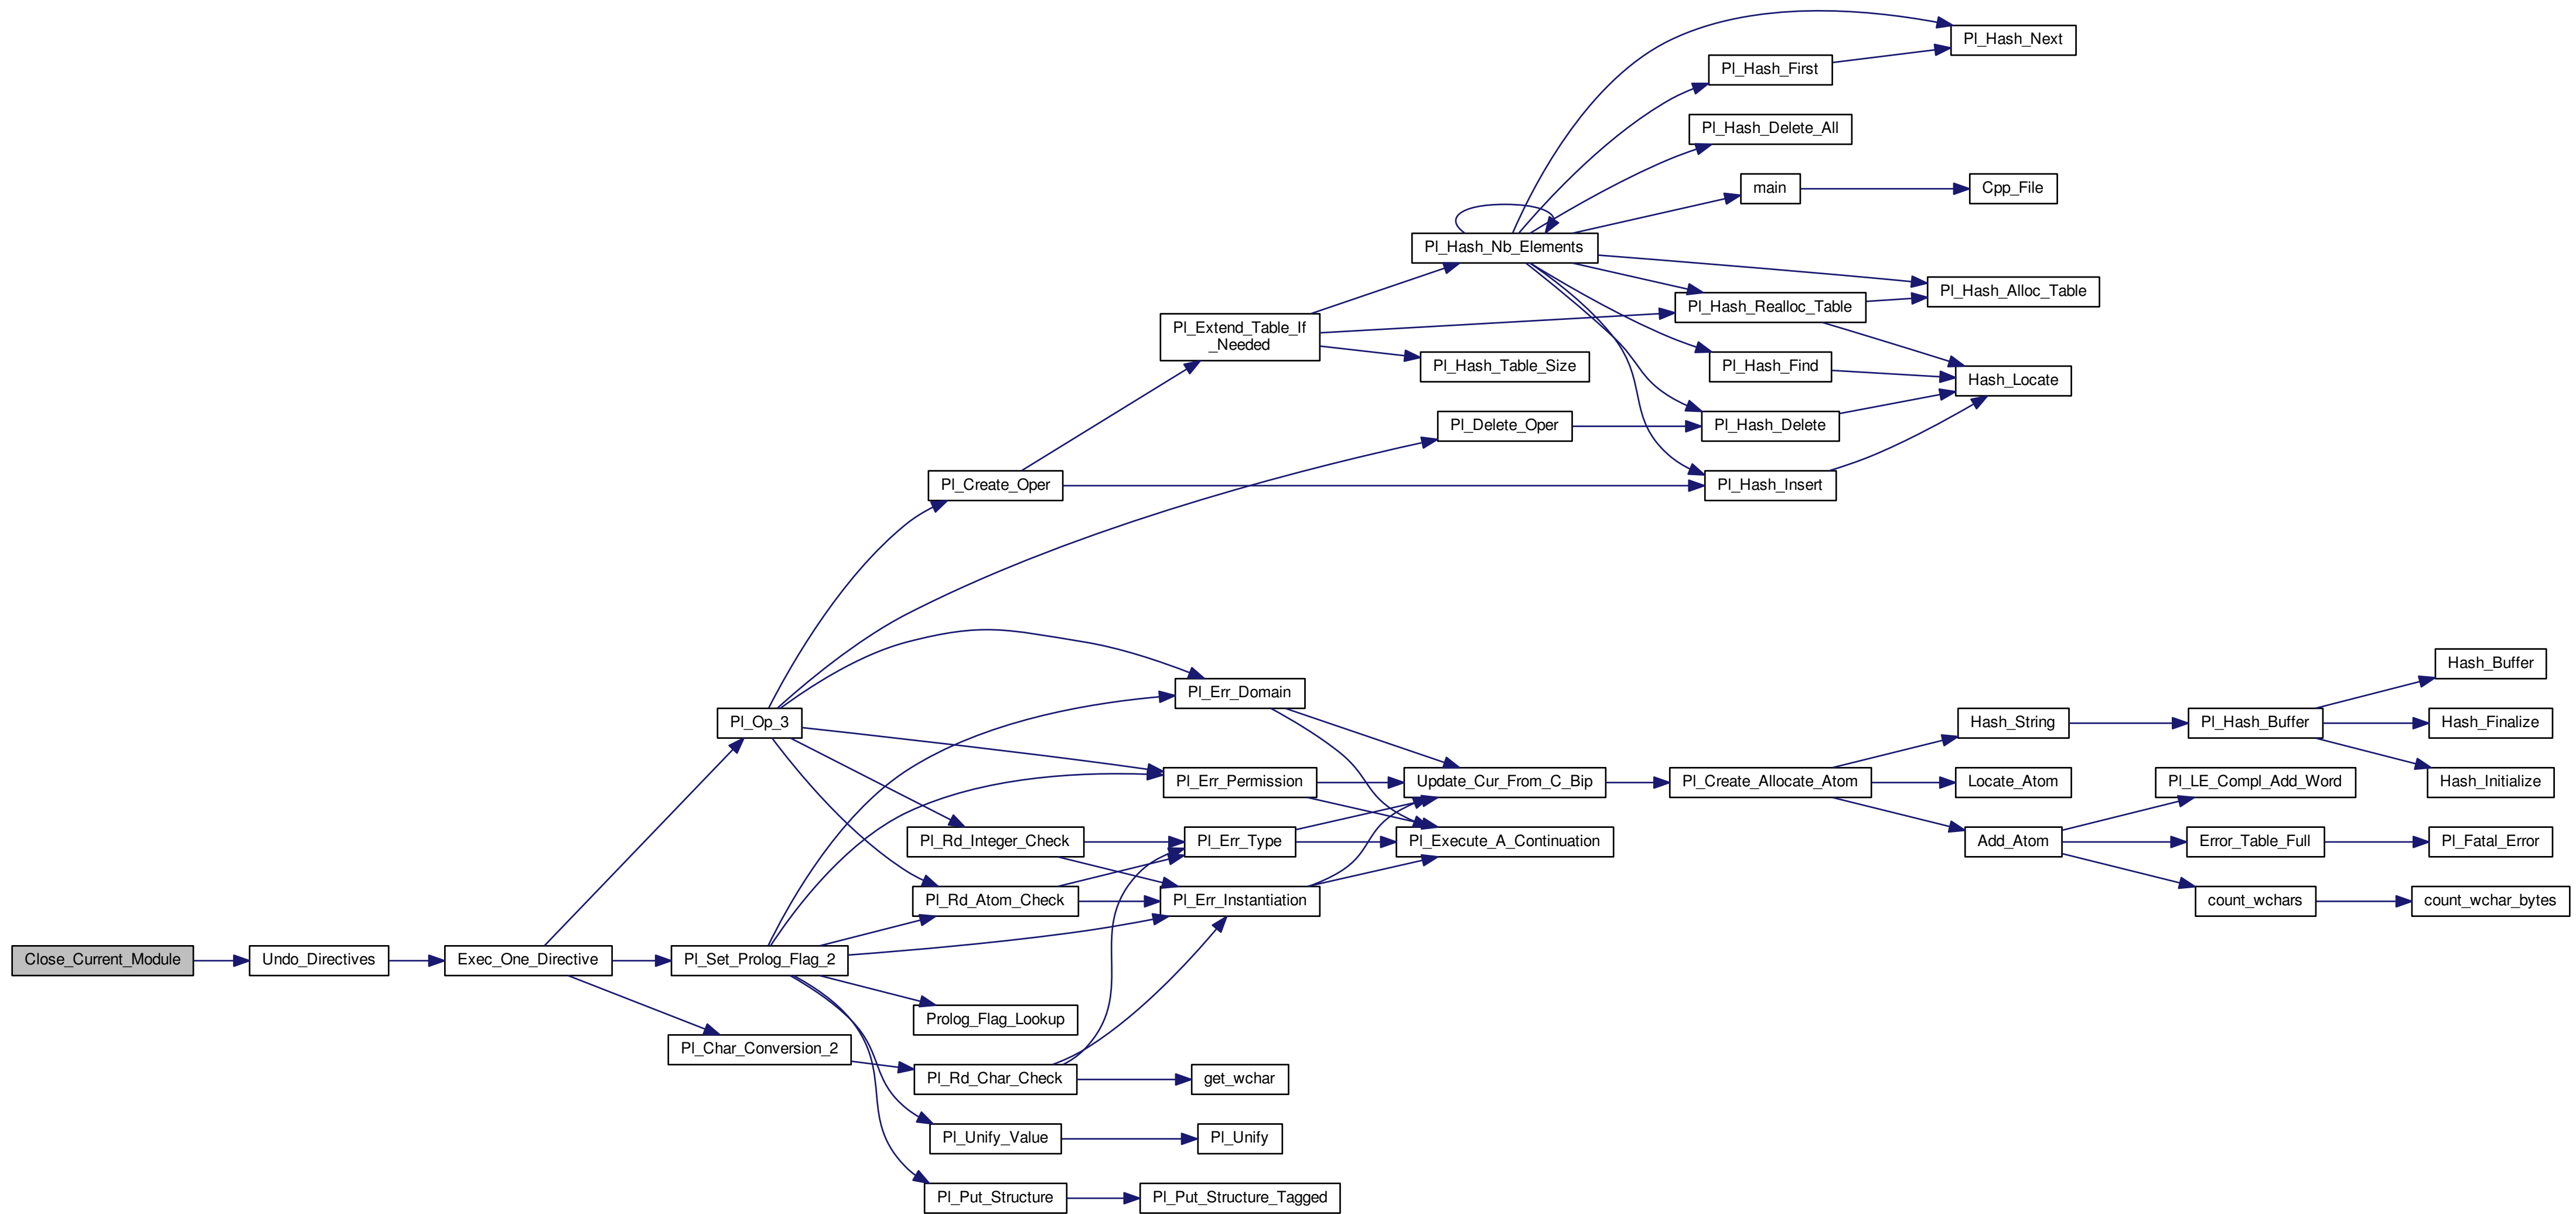 Pl_Hash_Next
Pl_Hash_First
Pl_Hash_Delete_All
main
Cpp_File
Pl_Hash_Nb_Elements
Pl_Hash_Alloc_Table
Pl_Hash_Realloc_Table
Pl_Extend_Table_If
_Needed
Pl_Hash_Table_Size
Pl_Hash_Find
Hash_Locate
Pl_Delete_Oper
Pl_Hash_Delete
Pl_Create_Oper
Pl_Hash_Insert
Hash_Buffer
Pl_Err_Domain
Pl_Op_3
Hash_String
Pl_Hash_Buffer
Hash_Finalize
Pl_Err_Permission
Update_Cur_From_C_Bip
Pl_Create_Allocate_Atom
Locate_Atom
Pl_LE_Compl_Add_Word
Hash_Initialize
Pl_Rd_Integer_Check
Pl_Err_Type
Pl_Execute_A_Continuation
Add_Atom
Error_Table_Full
Pl_Fatal_Error
Pl_Rd_Atom_Check
Pl_Err_Instantiation
count_wchars
count_wchar_bytes
Close_Current_Module
Undo_Directives
Exec_One_Directive
Pl_Set_Prolog_Flag_2
Prolog_Flag_Lookup
Pl_Char_Conversion_2
Pl_Rd_Char_Check
get_wchar
Pl_Unify_Value
Pl_Unify
Pl_Put_Structure
Pl_Put_Structure_Tagged